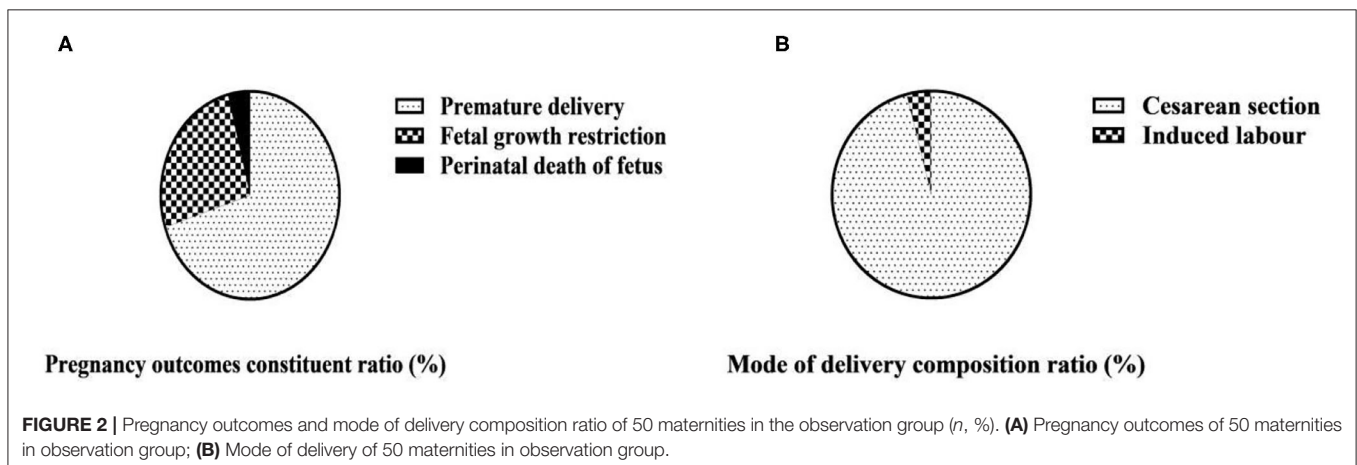 A
Premature delivery
Fetal growth restriction
Perinatal death of fetus
Pregnancy outcomes constituent ratio (%)
B
Cesarean section
Induced labour
Mode of delivery composition ratio (%)
FIGURE 2 | Pregnancy outcomes and mode of delivery composition ratio of 50 maternities in the observation group (n, %). (A) Pregnancy outcomes of 50 maternities
in observation group; (B) Mode of delivery of 50 maternities in observation group.